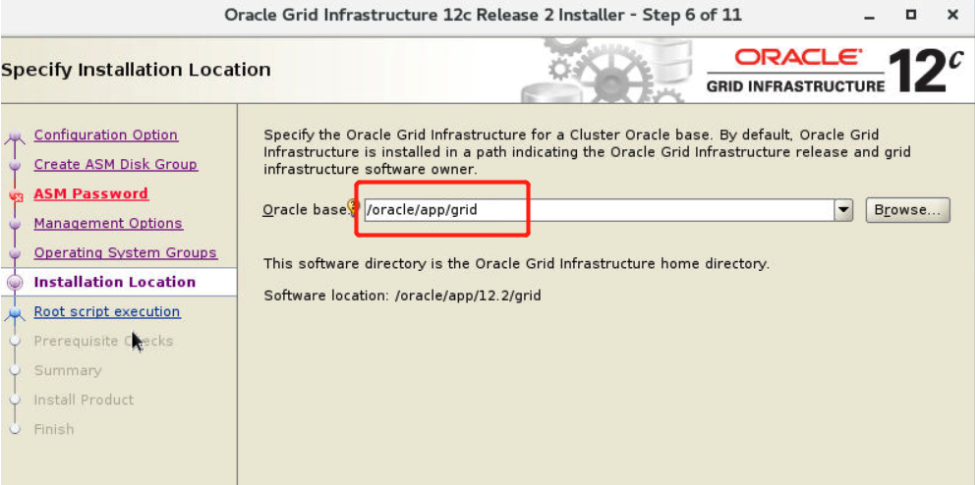 Oracle Grid Infrastructure 12c Release 2 Installer - Step 6 of 11
Specify Installation Location
ORACLE
GRID INFRASTRUCTURE
12c
Configuration Option
Create ASM Disk Group
ASM Password
Management Options
Operating System Groups
Installation Location
Root script execution
Prerequisite Checks
Summary
Install Product
Finish
Specify the Oracle Grid Infrastructure for a Cluster Oracle base. By default, Oracle Grid
Infrastructure is installed in a path indicating the Oracle Grid Infrastructure release and grid
infrastructure software owner.
Oracle base: /oracle/app/grid Browse...
This software directory is the Oracle Grid Infrastructure home directory.
Software location: /oracle/app/12.2/grid